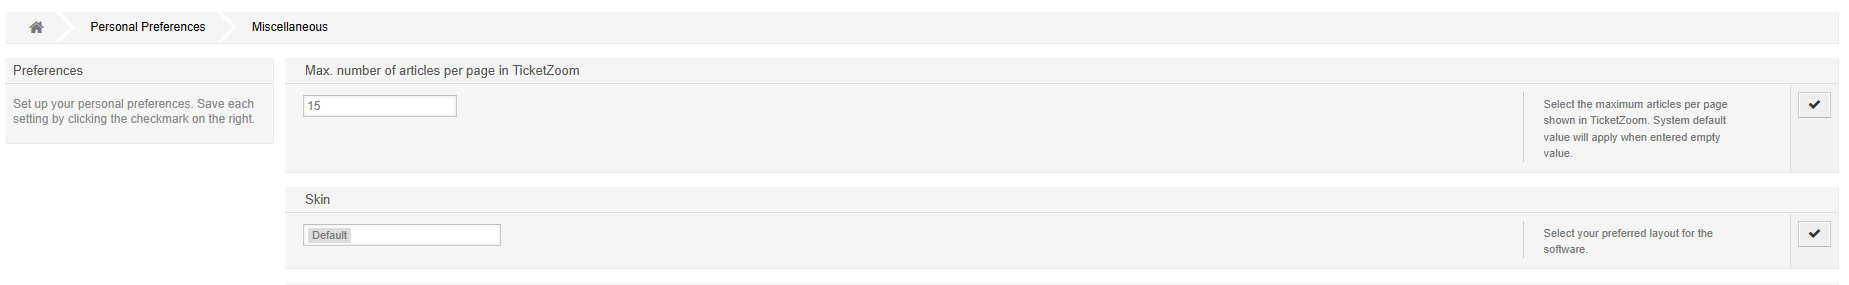 Personal Preferences Miscellaneous
Preferences
Set up your personal preferences. Save each
setting by clicking the checkmark on the right.
Max. number of articles per page in TicketZoom
15
Select the maximum articles per page
shown in TicketZoom. System default
value will apply when entered empty
value.
Skin
Default
Select your preferred layout for the
software.